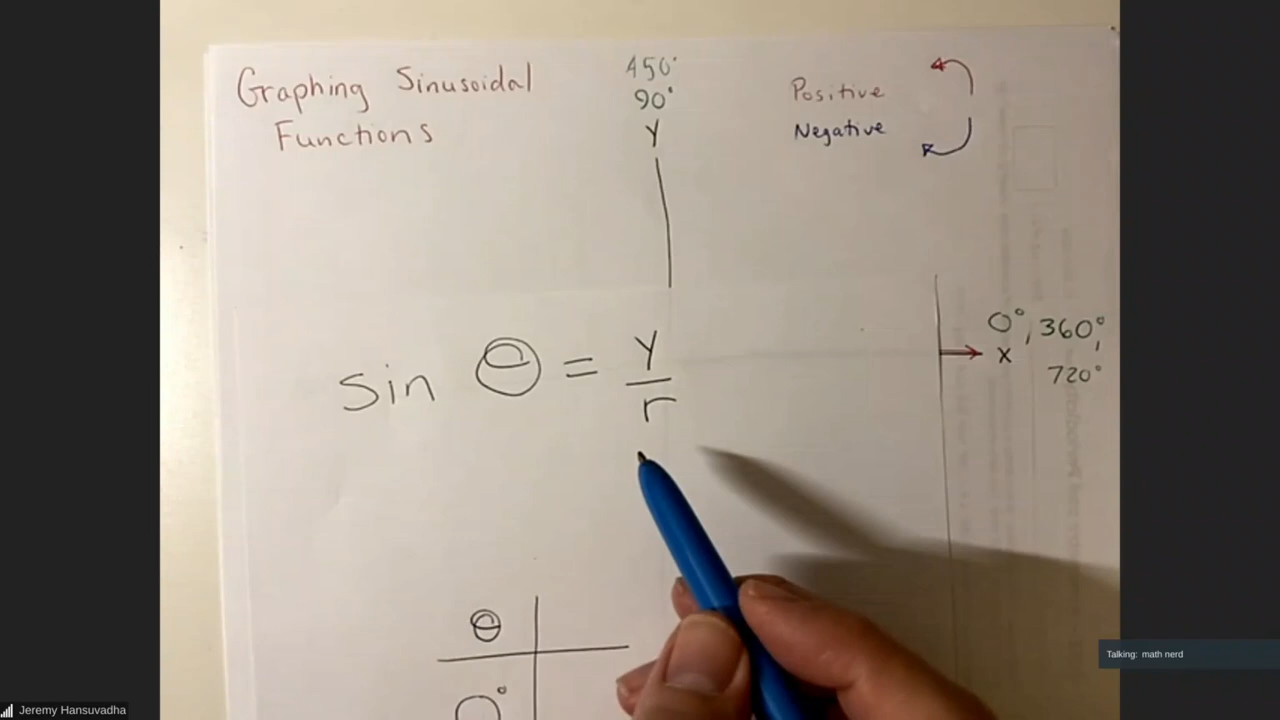 Graphing Sinusoidal
Functions
450°
90°
Y
Positive
Negative
0°, 360°,
x
720°
sin θ = y
r
θ
0°
Talking: math nerd
Jeremy Hansuvadha